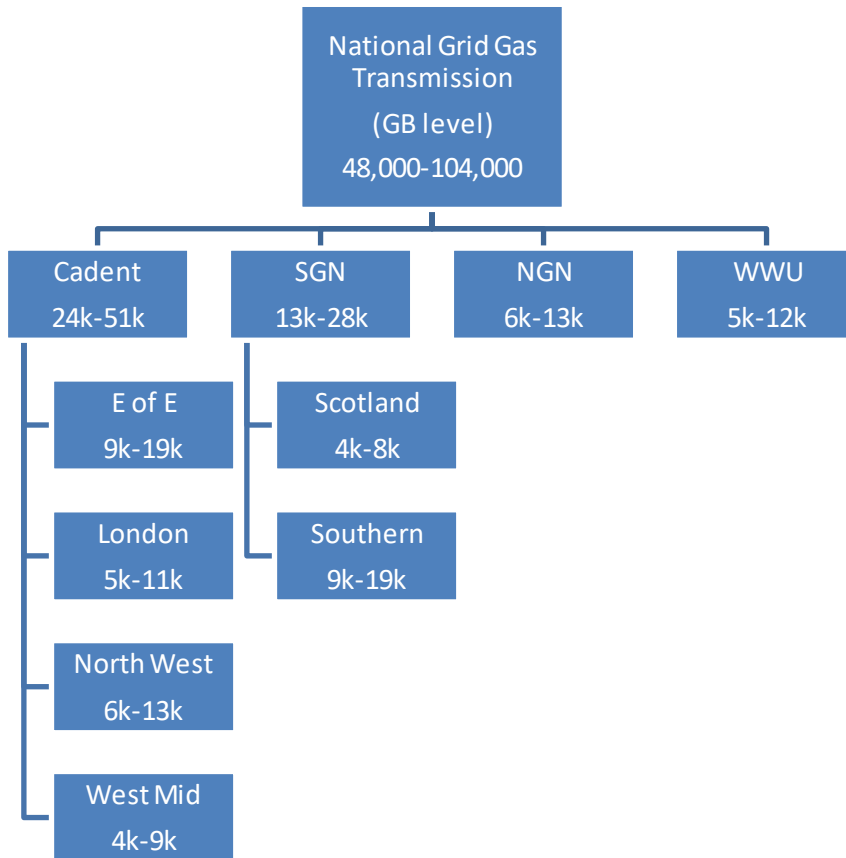 National Grid Gas
Transmission
(GB level)
48,000-104,000
Cadent
24k-51k
SGN
13k-28k
NGN
6k-13k
WWU
5k-12k
E of E
9k-19k
Scotland
4k-8k
London
5k-11k
Southern
9k-19k
North West
6k-13k
West Mid
4k-9k